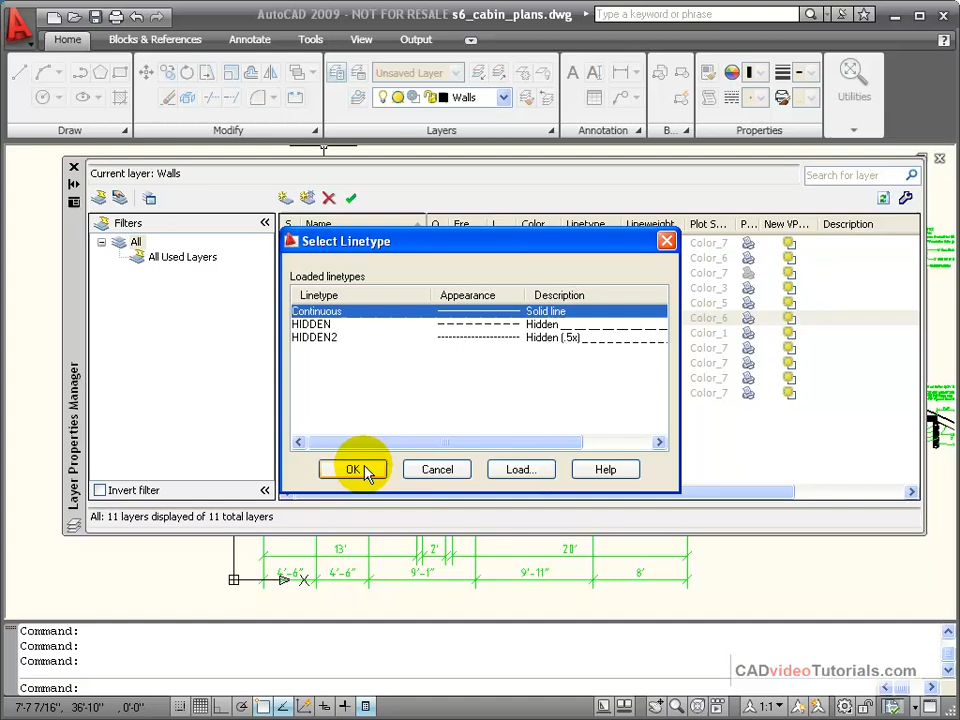 AutoCAD 2009 - NOT FOR RESALE s6_cabin_plans.dwg
Type a keyword or phrase
Home Blocks & References Annotate Tools View Output
Unsaved Layer
Walls
Utilities
Draw Modify Layers Annotation B... Properties
Current layer: Walls
Search for layer
Filters
All
All Used Layers
Name Color Linetype Lineweight Plot S... P... New VP... Description
Color_7
Color_6
Color_7
Color_3
Color_5
Color_6
Color_1
Color_7
Color_7
Color_7
Color_7
Select Linetype
Loaded linetypes
Linetype Appearance Description
Continuous Solid line
HIDDEN Hidden
HIDDEN2 Hidden (.5x)
OK Cancel Load... Help
Invert filter
All: 11 layers displayed of 11 total layers
Layer Properties Manager
13' 2' 20'
4'-6" 4'-6" 9'-1" 9'-11" 8'
X
Command:
Command:
Command:
Command:
CADvideoTutorials.com
7'-7 7/16", 36'-10", 0'-0"
1:1